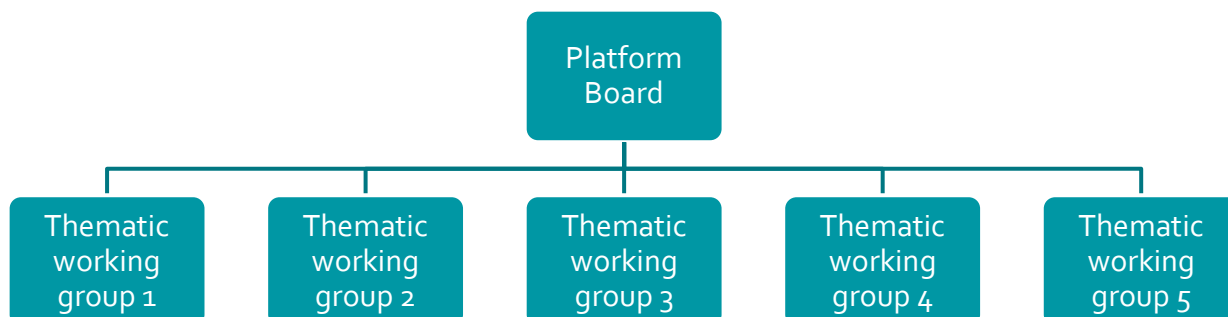 Platform
Board
Thematic
working
group 1
Thematic
working
group 2
Thematic
working
group 3
Thematic
working
group 4
Thematic
working
group 5